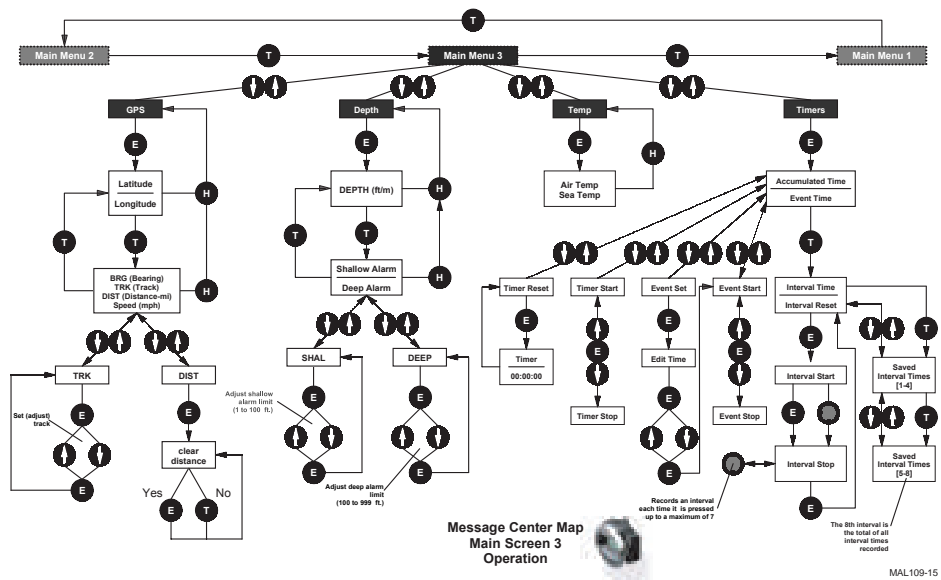 T
Main Menu 2
T
Main Menu 3
T
Main Menu 1
GPS
Depth
Temp
Timers
E
E
E
E
H
Latitude
Longitude
H
DEPTH (ft/m)
H
Air Temp
Sea Temp
Accumulated Time
Event Time
T
T
T
T
T
BRG (Bearing)
TRK (Track)
DIST (Distance-mi)
Speed (mph)
H
Shallow Alarm
Deep Alarm
H
Timer Reset
Timer Start
Event Set
Event Start
Interval Time
Interval Reset
E
E
E
T
TRK
DIST
SHAL
DEEP
Timer
00:00:00
E
Edit Time
E
Interval Start
Saved
Interval Times
[1-4]
Set (adjust)
track
E
E
Adjust shallow
alarm limit
(1 to 100 ft.)
E
E
Timer Stop
Event Stop
E
T
clear
distance
E
E
E
E
Interval Stop
Saved
Interval Times
[5-8]
Yes
No
E
T
Adjust deep alarm
limit
(100 to 999 ft.)
Records an interval
each time it is pressed
up to a maximum of 7
E
The 8th interval is
the total of all
interval times
recorded
Message Center Map
Main Screen 3
Operation
MAL109-15